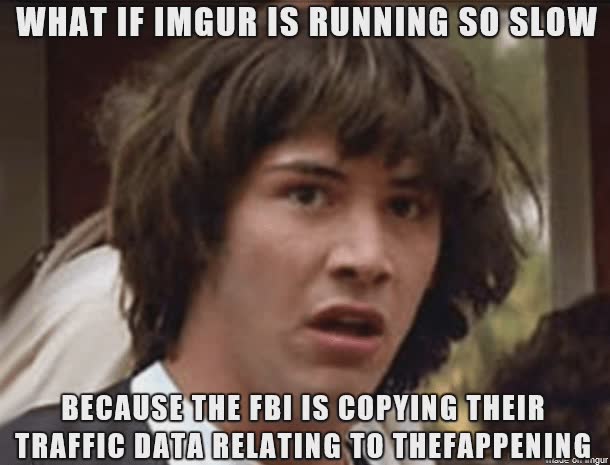 WHAT IF IMGUR IS RUNNING SO SLOW
BECAUSE THE FBI IS COPYING THEIR
TRAFFIC DATA RELATING TO THEFAPPENING
made on imgur